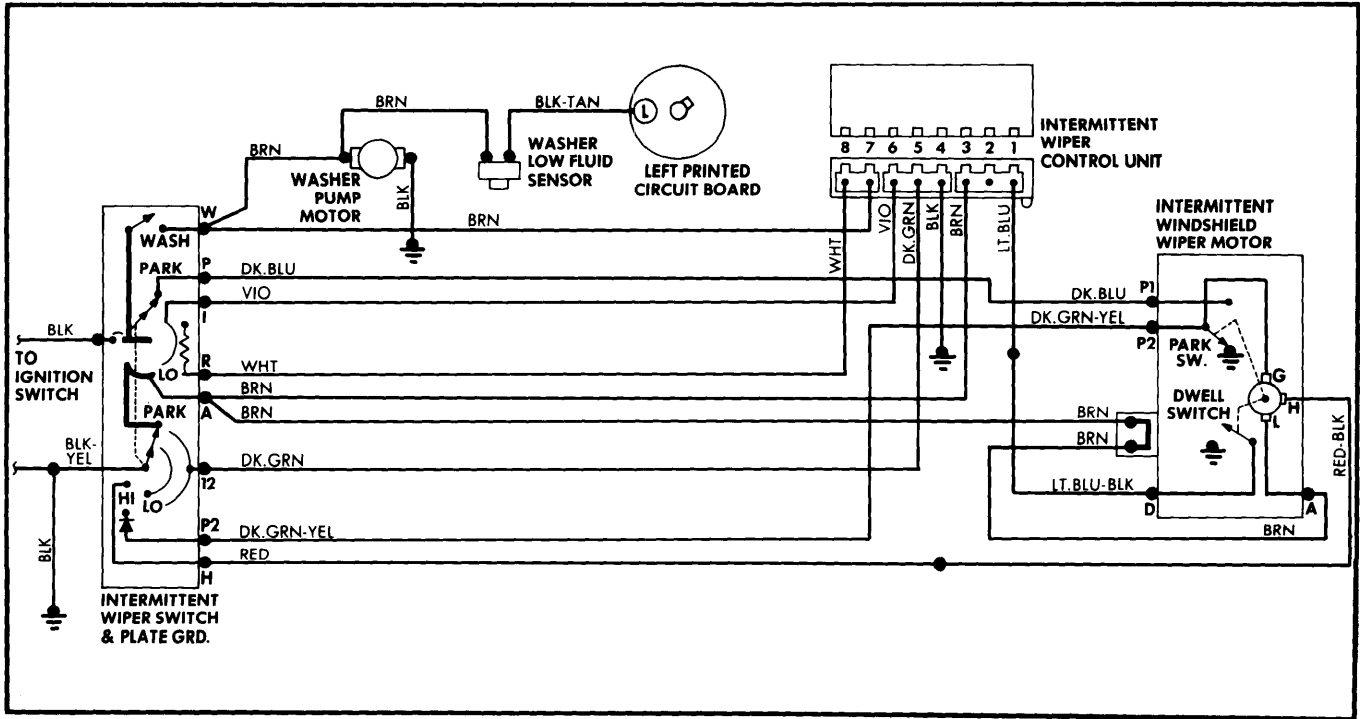 BRN
BLK-TAN
L
WASHER
LOW FLUID
SENSOR
LEFT PRINTED
CIRCUIT BOARD
BRN
WASHER
PUMP
MOTOR
BLK
8 7 6 5 4 3 2 1
INTERMITTENT
WIPER
CONTROL UNIT
WHT
VIO
DK.GRN
BLK
BRN
LT.BLU
W
WASH
BRN
PARK
P
DK.BLU
I
VIO
BLK
TO
IGNITION
SWITCH
LO
R
WHT
BRN
A
BRN
PARK
BLK-
YEL
DK.GRN
12
HI
LO
P2
DK.GRN-YEL
RED
H
BLK
INTERMITTENT
WIPER SWITCH
& PLATE GRD.
INTERMITTENT
WINDSHIELD
WIPER MOTOR
DK.BLU
P1
DK.GRN-YEL
P2
PARK
SW.
G
DWELL
SWITCH
H
L
BRN
BRN
RED-BLK
LT.BLU-BLK
D
A
BRN